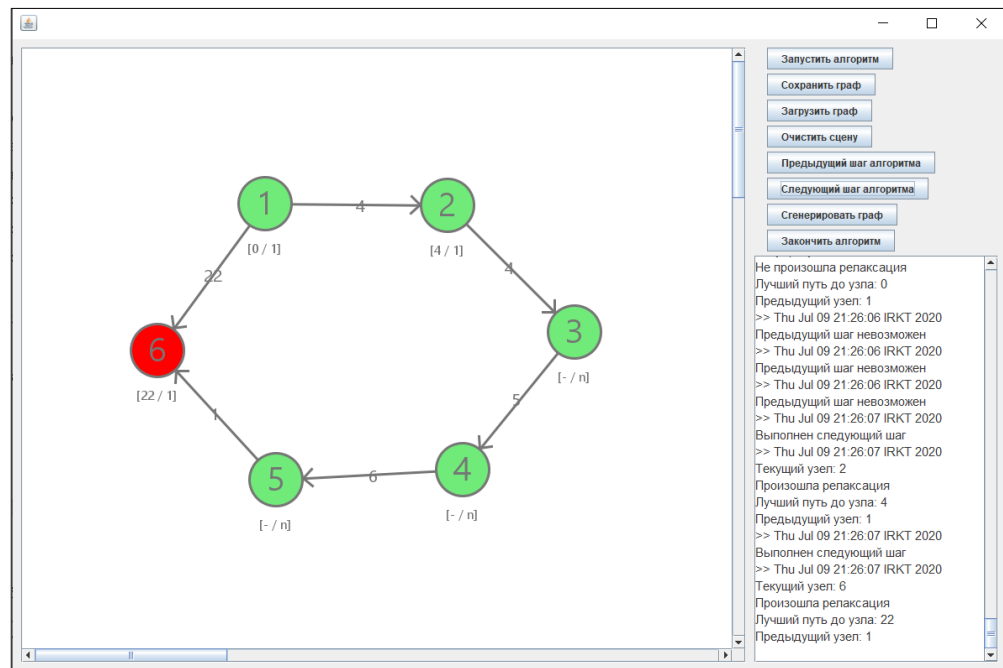 Запустить алгоритм
Сохранить граф
Загрузить граф
Очистить сцену
Предыдущий шаг алгоритма
Следующий шаг алгоритма
Сгенерировать граф
Закончить алгоритм
1
[0 / 1]
4
2
[4 / 1]
22
4
6
[22 / 1]
3
[- / n]
5
1
5
[- / n]
6
4
[- / n]
Не произошла релаксация
Лучший путь до узла: 0
Предыдущий узел: 1
>> Thu Jul 09 21:26:06 IRKT 2020
Предыдущий шаг невозможен
>> Thu Jul 09 21:26:06 IRKT 2020
Предыдущий шаг невозможен
>> Thu Jul 09 21:26:06 IRKT 2020
Предыдущий шаг невозможен
>> Thu Jul 09 21:26:07 IRKT 2020
Выполнен следующий шаг
>> Thu Jul 09 21:26:07 IRKT 2020
Текущий узел: 2
Произошла релаксация
Лучший путь до узла: 4
Предыдущий узел: 1
>> Thu Jul 09 21:26:07 IRKT 2020
Выполнен следующий шаг
>> Thu Jul 09 21:26:07 IRKT 2020
Текущий узел: 6
Произошла релаксация
Лучший путь до узла: 22
Предыдущий узел: 1